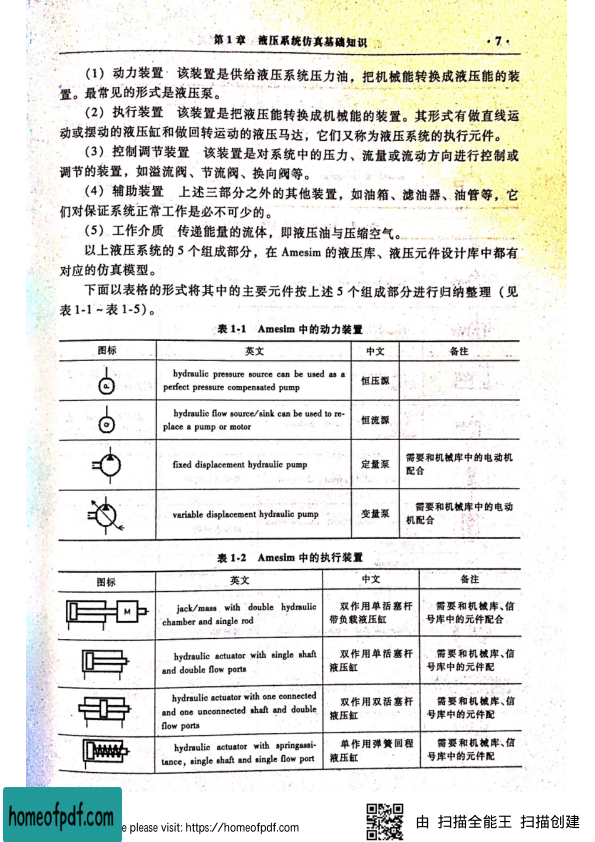 第1章 液压系统仿真基础知识 ·7·
(1) 动力装置 该装置是供给液压系统压力油，把机械能转换成液压能的装
置。最常见的形式是液压泵。
(2) 执行装置 该装置是把液压能转换成机械能的装置。其形式有做直线运
动或摆动的液压缸和做回转运动的液压马达，它们又称为液压系统的执行元件。
(3) 控制调节装置 该装置是对系统中的压力、流量或流动方向进行控制或
调节的装置，如溢流阀、节流阀、换向阀等。
(4) 辅助装置 上述三部分之外的其他装置，如油箱、滤油器、油管等，它
们对保证系统正常工作是必不可少的。
(5) 工作介质 传递能量的流体，即液压油与压缩空气。
以上液压系统的5个组成部分，在 Amesim 的液压库、液压元件设计库中都有
对应的仿真模型。
下面以表格的形式将其中的主要元件按上述5个组成部分进行归纳整理（见
表1-1~表1-5）。
表1-1 Amesim 中的动力装置
图标 英文 中文 备注
P hydraulic pressure source can be used as a
perfect pressure compensated pump 恒压源
Q hydraulic flow source/sink can be used to re-
place a pump or motor 恒流源
fixed displacement hydraulic pump 定量泵 需要和机械库中的电动机
配合
variable displacement hydraulic pump 变量泵 需要和机械库中的电动
机配合
表1-2 Amesim 中的执行装置
图标 英文 中文 备注
M jack/mass with double hydraulic
chamber and single rod 双作用单活塞杆
带负载液压缸 需要和机械库、信
号库中的元件配合
hydraulic actuator with single shaft
and double flow ports 双作用单活塞杆
液压缸 需要和机械库、信
号库中的元件配
hydraulic actuator with one connected
and one unconnected shaft and double
flow ports 双作用双活塞杆
液压缸 需要和机械库、信
号库中的元件配
hydraulic actuator with springassi-
tance, single shaft and single flow port 单作用弹簧回程
液压缸 需要和机械库、信
号库中的元件配
homeofpdf.com
e please visit: https://homeofpdf.com
由 扫描全能王 扫描创建